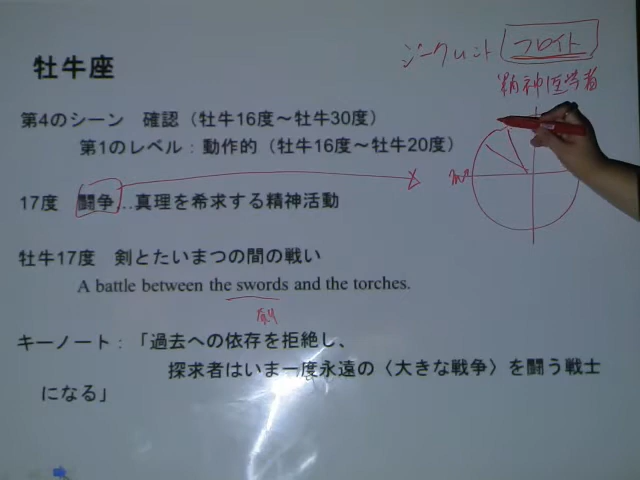 牡牛座
ジークムント フロイト
精神医学者
第4のシーン 確認（牡牛16度～牡牛30度）
第1のレベル：動作的（牡牛16度～牡牛20度）
17度 闘争…真理を希求する精神活動
牡牛17度 剣とたいまつの間の戦い
A battle between the swords and the torches.
剣
キーノート：「過去への依存を拒絶し、
探求者はいま一度永遠の〈大きな戦争〉を闘う戦士
になる」